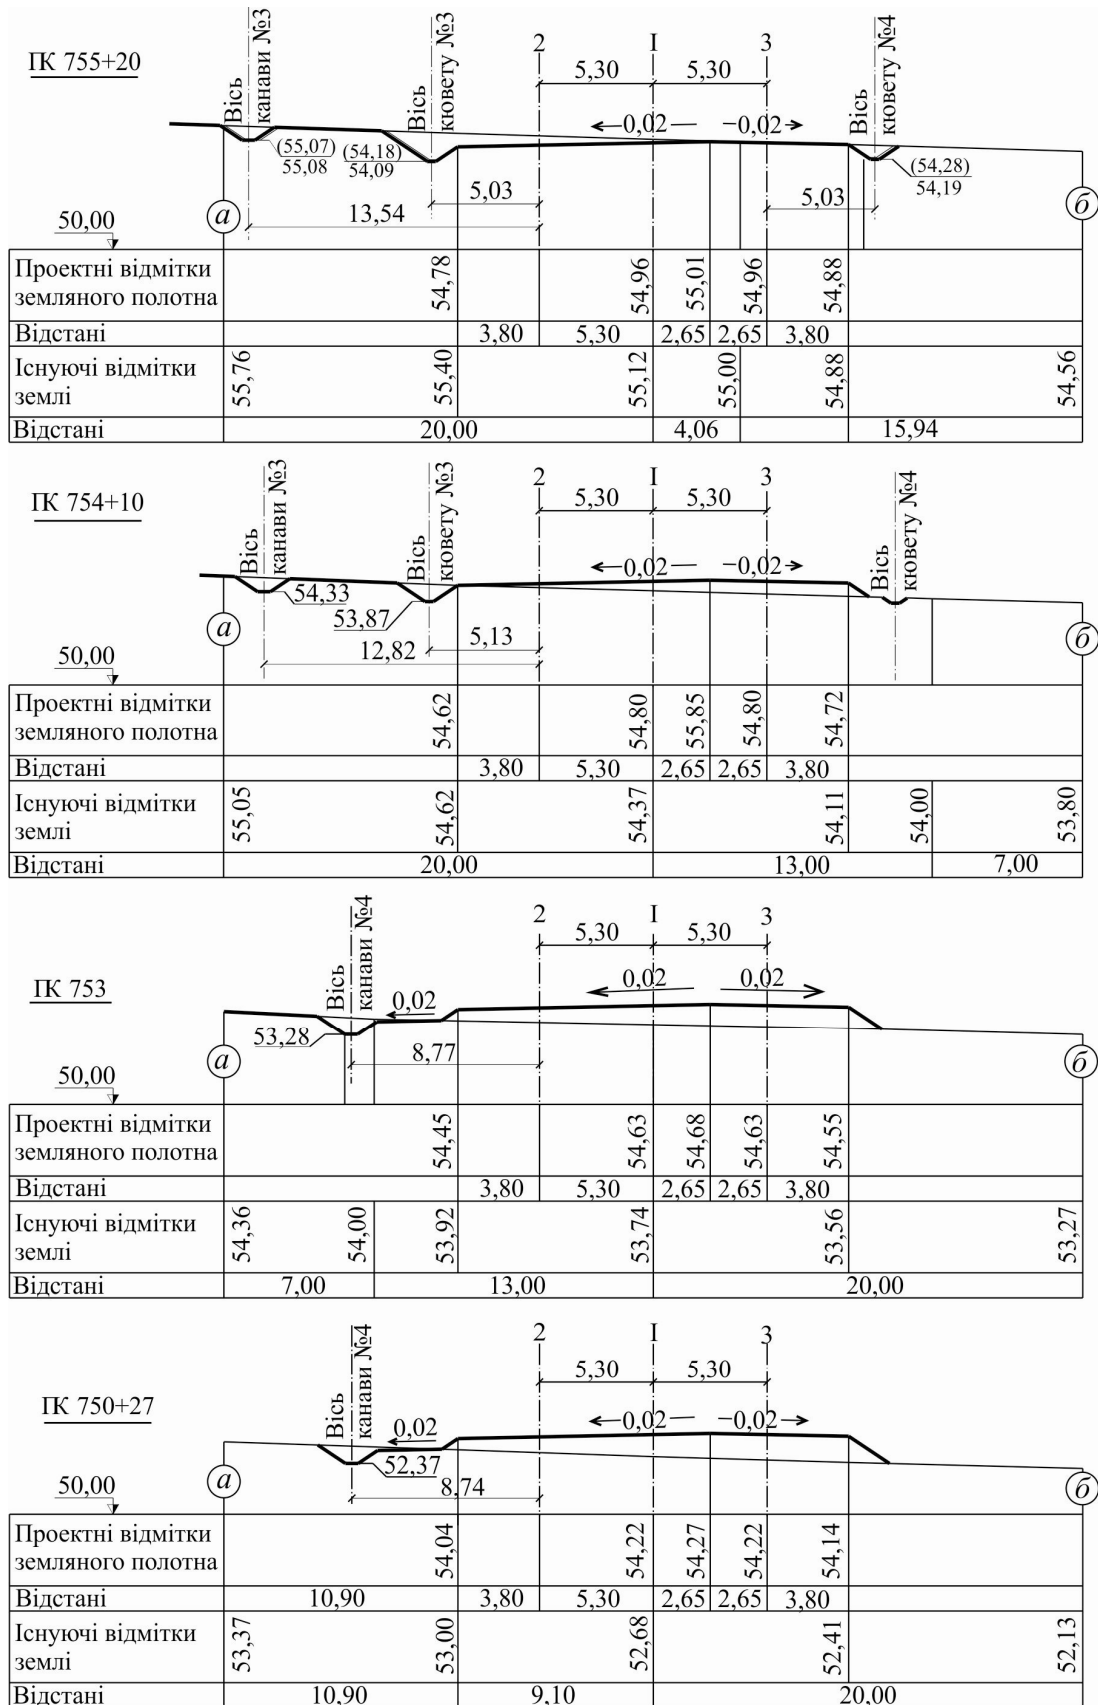 ПК 755+20
Вісь
канави №3
Вісь
кювету №3
2
I
3
Вісь
кювету №4
5,30
5,30
0,02
0,02
(55,07)
55,08
(54,18)
54,09
(54,28)
54,19
5,03
5,03
13,54
а
б
50,00
Проектні відмітки
земляного полотна
54,78
54,96
55,01
54,96
54,88
Відстані
3,80
5,30
2,65
2,65
3,80
Існуючі відмітки
землі
55,76
55,40
55,12
55,00
54,88
54,56
Відстані
20,00
4,06
15,94
ПК 754+10
Вісь
канави №3
Вісь
кювету №3
2
I
3
Вісь
кювету №4
5,30
5,30
0,02
0,02
54,33
53,87
5,13
12,82
а
б
50,00
Проектні відмітки
земляного полотна
54,62
54,80
55,85
54,80
54,72
Відстані
3,80
5,30
2,65
2,65
3,80
Існуючі відмітки
землі
55,05
54,62
54,37
54,11
54,00
53,80
Відстані
20,00
13,00
7,00
ПК 753
Вісь
канави №4
2
I
3
5,30
5,30
0,02
0,02
0,02
53,28
8,77
а
б
50,00
Проектні відмітки
земляного полотна
54,45
54,63
54,68
54,63
54,55
Відстані
3,80
5,30
2,65
2,65
3,80
Існуючі відмітки
землі
54,36
54,00
53,92
53,74
53,56
53,27
Відстані
7,00
13,00
20,00
ПК 750+27
Вісь
канави №4
2
I
3
5,30
5,30
0,02
0,02
0,02
52,37
8,74
а
б
50,00
Проектні відмітки
земляного полотна
54,04
54,22
54,27
54,22
54,14
Відстані
10,90
3,80
5,30
2,65
2,65
3,80
Існуючі відмітки
землі
53,37
53,00
52,68
52,41
52,13
Відстані
10,90
9,10
20,00